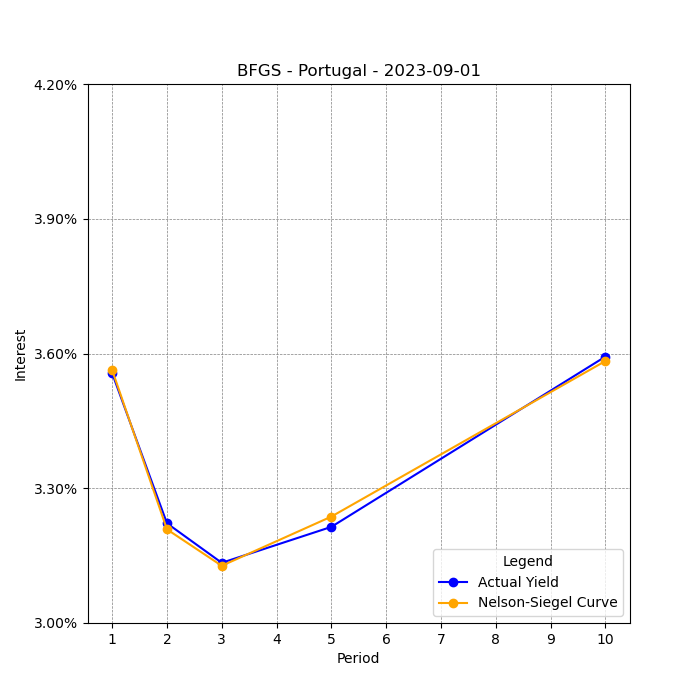 BFGS - Portugal - 2023-09-01
4.20%
3.90%
3.60%
3.30%
3.00%
Interest
1 2 3 4 5 6 7 8 9 10
Period
Legend
Actual Yield
Nelson-Siegel Curve